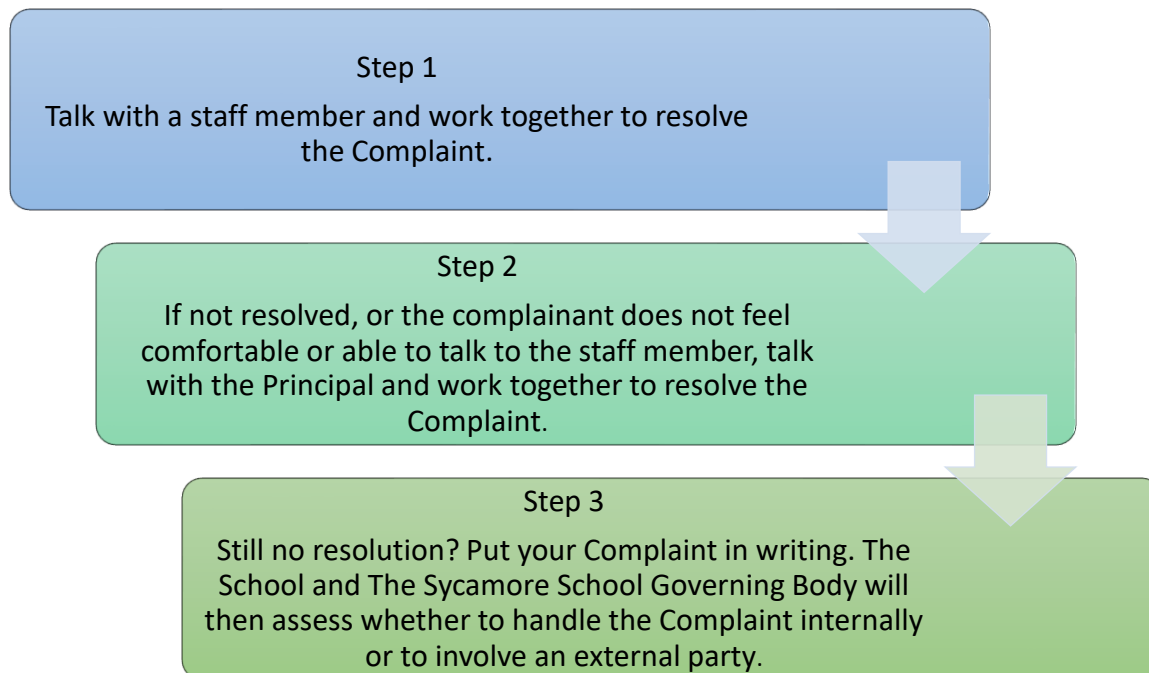 Step 1
Talk with a staff member and work together to resolve
the Complaint.
Step 2
If not resolved, or the complainant does not feel
comfortable or able to talk to the staff member, talk
with the Principal and work together to resolve the
Complaint.
Step 3
Still no resolution? Put your Complaint in writing. The
School and The Sycamore School Governing Body will
then assess whether to handle the Complaint internally
or to involve an external party.